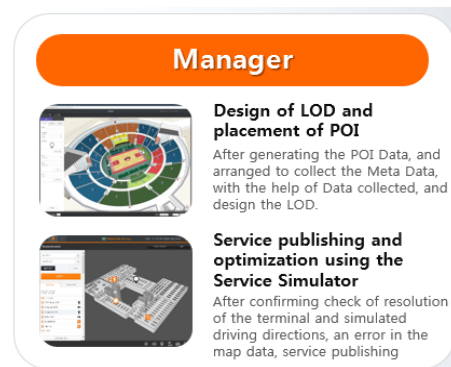 Manager
Design of LOD and
placement of POI
After generating the POI Data, and
arranged to collect the Meta Data,
with the help of Data collected, and
design the LOD.
Service publishing and
optimization using the
Service Simulator
After confirming check of resolution
of the terminal and simulated
driving directions, an error in the
map data, service publishing